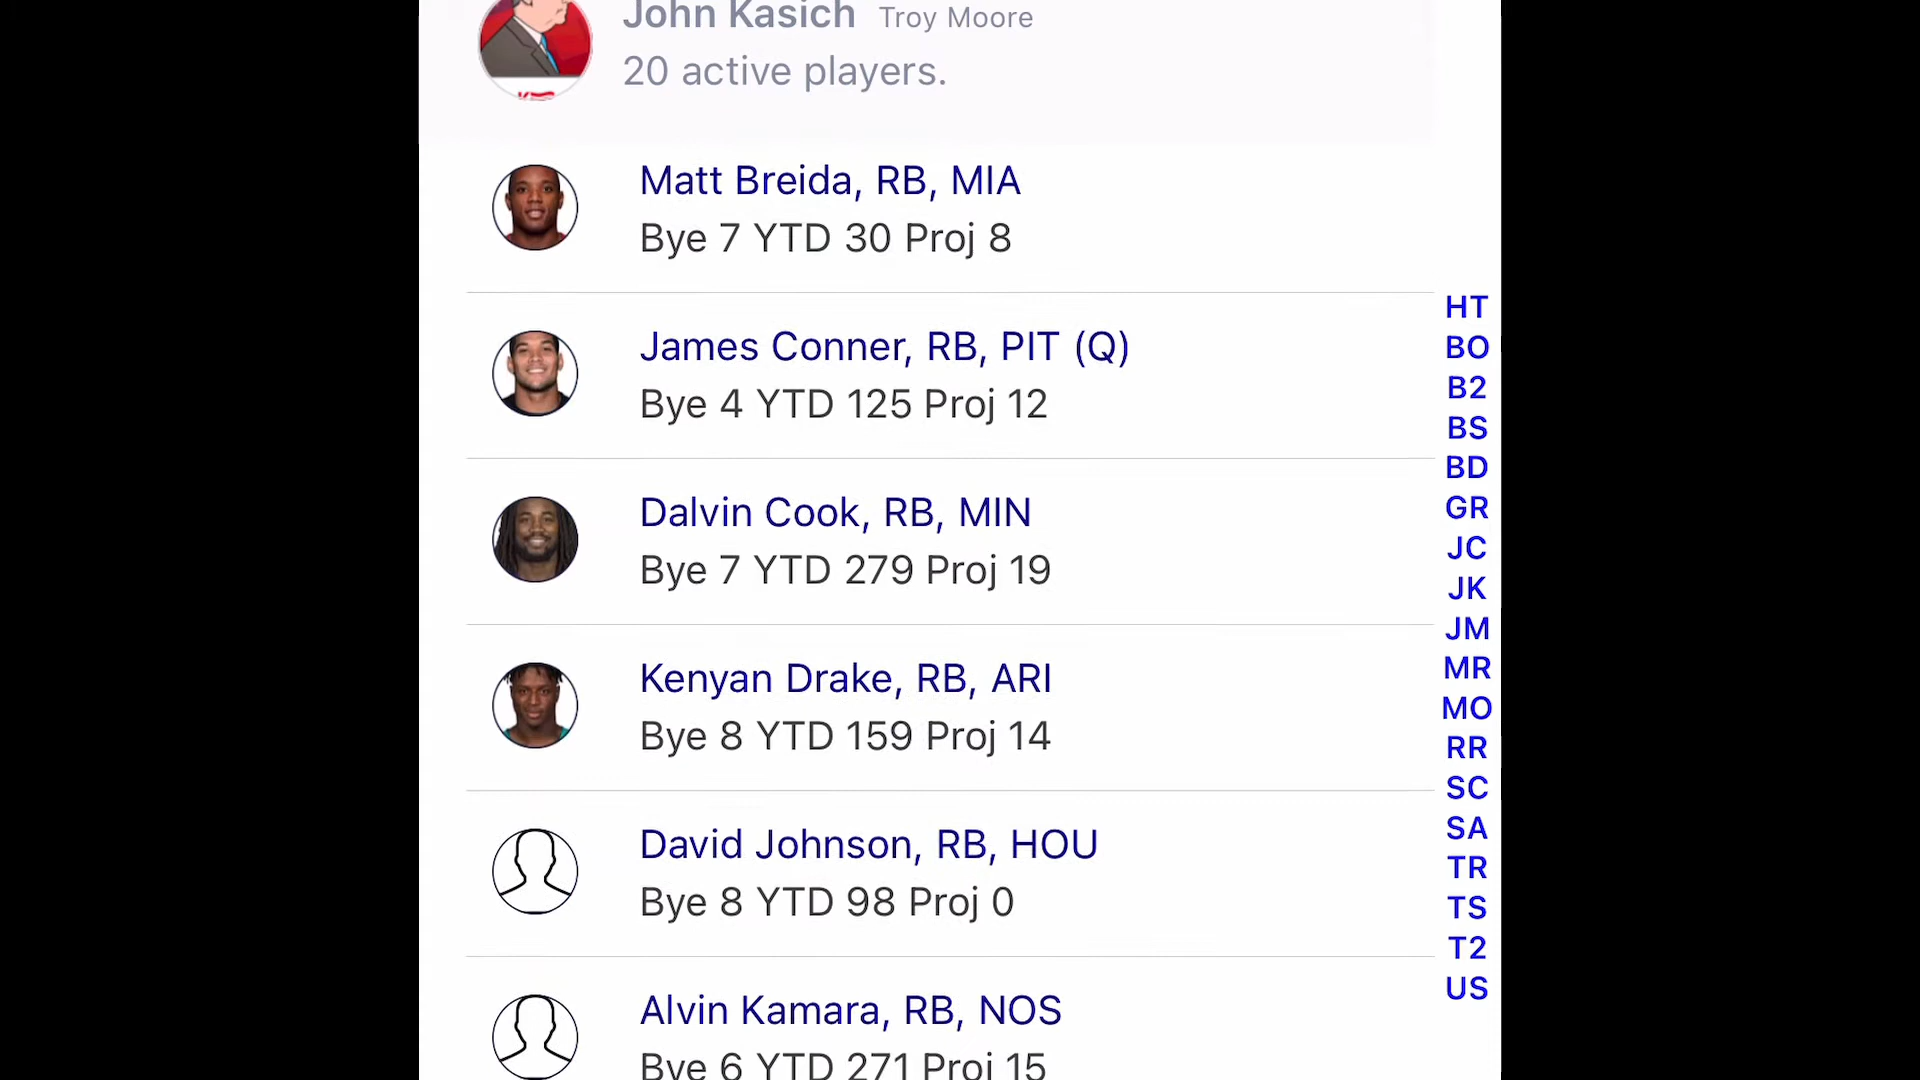 John Kasich Troy Moore
20 active players.
Matt Breida, RB, MIA
Bye 7 YTD 30 Proj 8
James Conner, RB, PIT (Q)
Bye 4 YTD 125 Proj 12
Dalvin Cook, RB, MIN
Bye 7 YTD 279 Proj 19
Kenyan Drake, RB, ARI
Bye 8 YTD 159 Proj 14
David Johnson, RB, HOU
Bye 8 YTD 98 Proj 0
Alvin Kamara, RB, NOS
Bye 6 YTD 271 Proj 15
HT
BO
B2
BS
BD
GR
JC
JK
JM
MR
MO
RR
SC
SA
TR
TS
T2
US